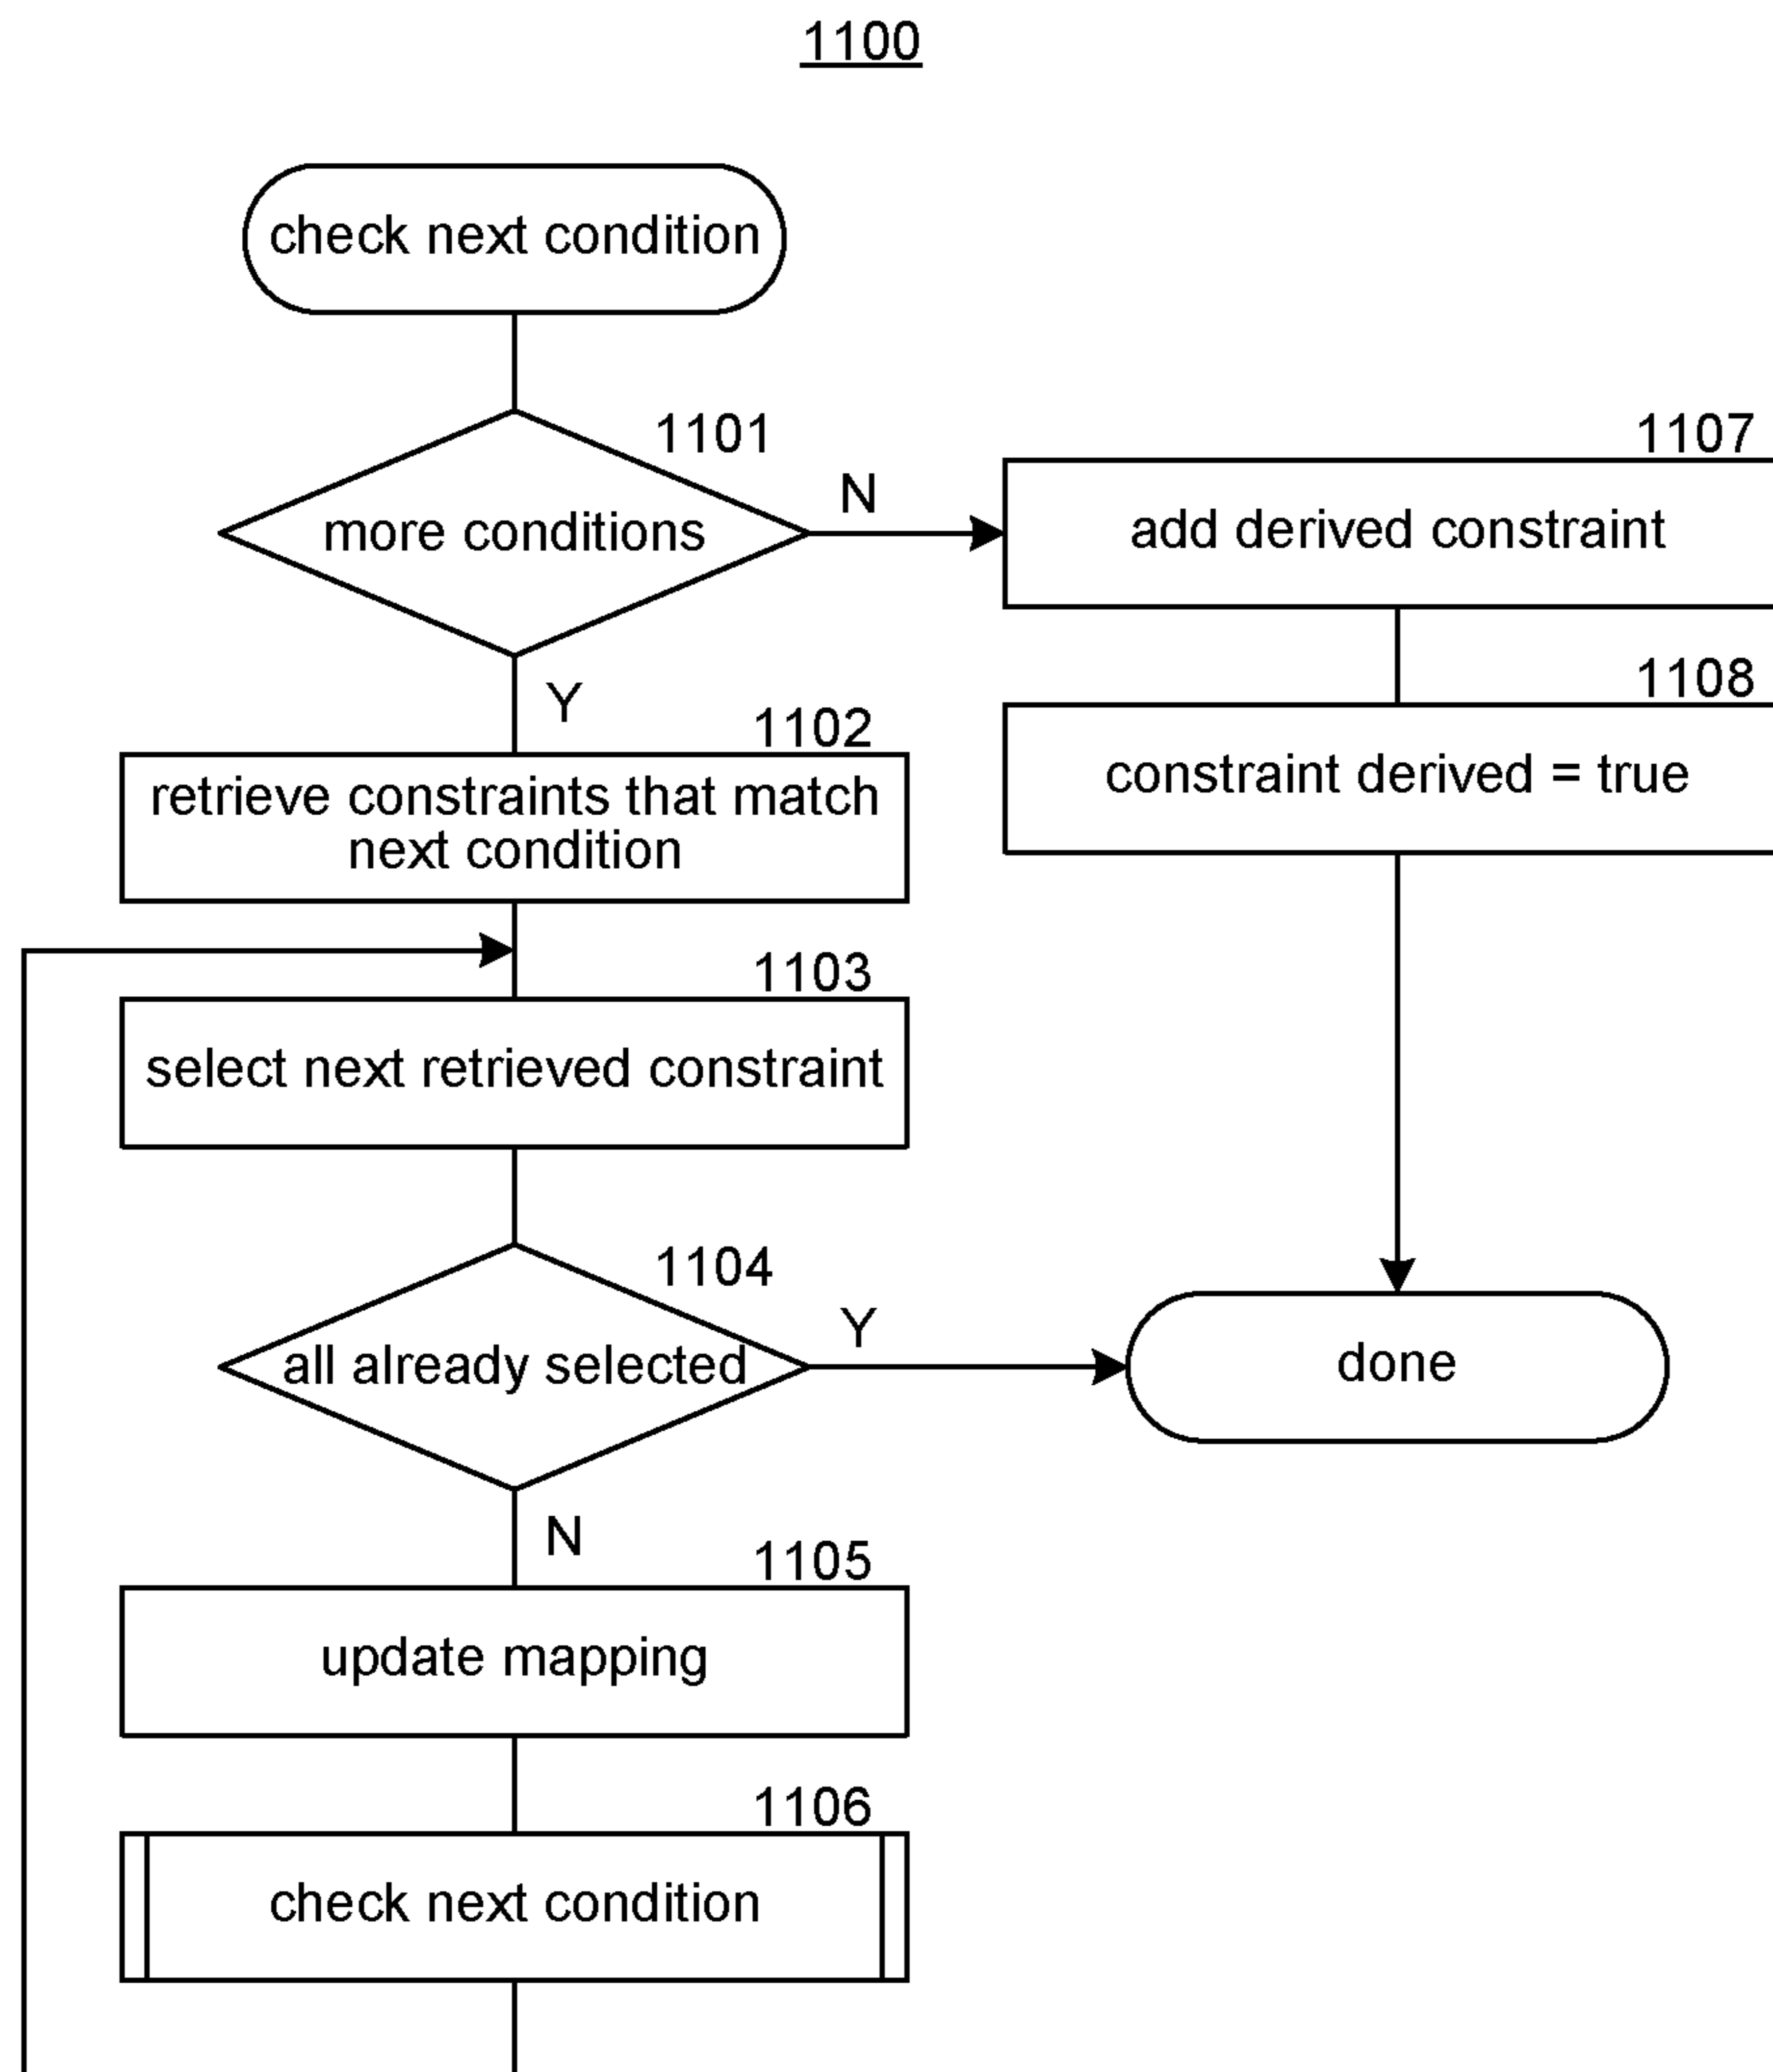 1100
check next condition
1101
more conditions
N
Y
1107
add derived constraint
1108
constraint derived = true
1102
retrieve constraints that match
next condition
1103
select next retrieved constraint
1104
all already selected
Y
N
done
1105
update mapping
1106
check next condition